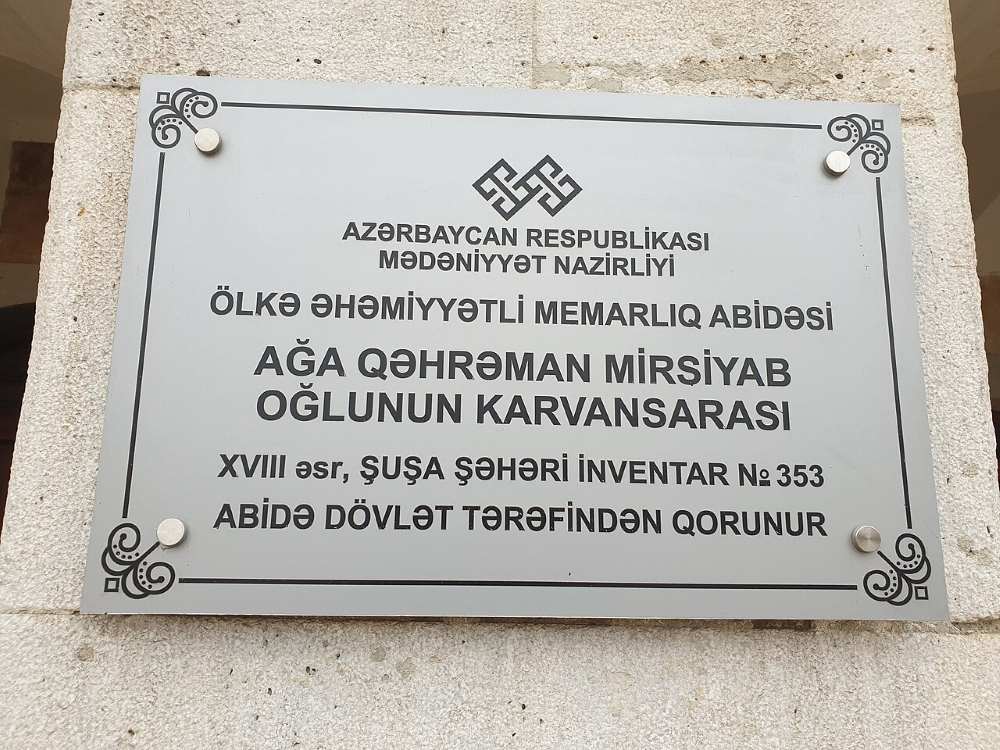 AZƏRBAYCAN RESPUBLİKASI
MƏDƏNİYYƏT NAZİRLİYİ
ÖLKƏ ƏHƏMİYYƏTLİ MEMARLIQ ABİDƏSİ
AĞA QƏHRƏMAN MİRSİYAB
OĞLUNUN KARVANSARASI
XVIII əsr, ŞUŞA ŞƏHƏRİ İNVENTAR № 353
ABİDƏ DÖVLƏT TƏRƏFİNDƏN QORUNUR